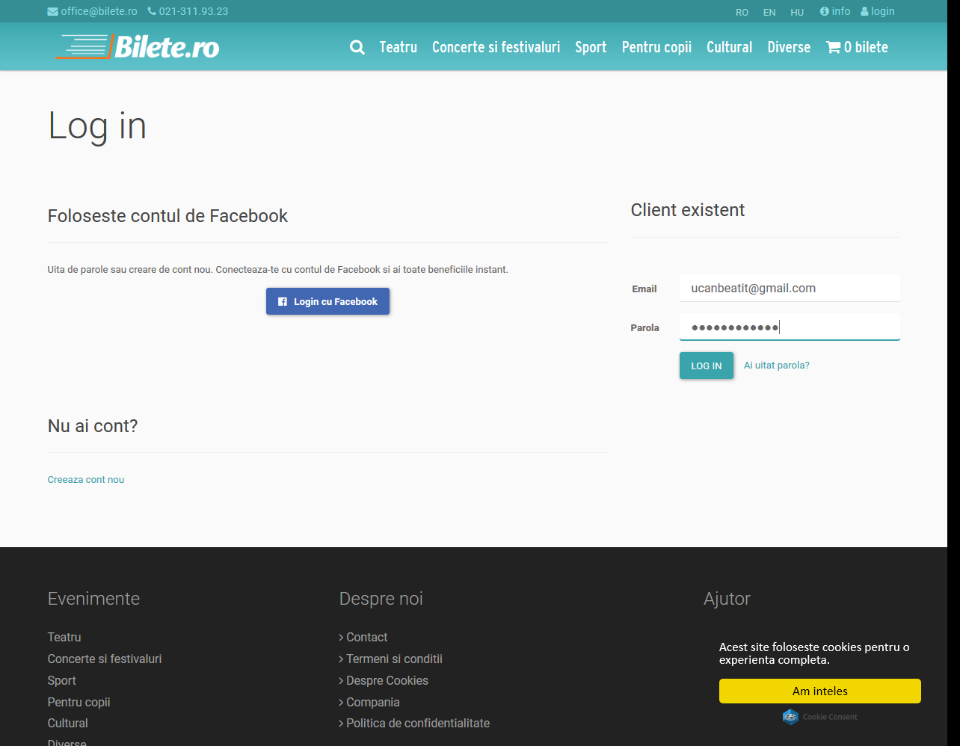 office@bilete.ro 021-311.93.23 RO EN HU info login
Bilete.ro Teatru Concerte si festivaluri Sport Pentru copii Cultural Diverse 0 bilete
Log in
Foloseste contul de Facebook
Uita de parole sau creare de cont nou. Conecteaza-te cu contul de Facebook si ai toate beneficiile instant.
Login cu Facebook
Nu ai cont?
Creeaza cont nou
Client existent
Email ucanbeatit@gmail.com
Parola ●●●●●●●●●●●●
LOG IN Ai uitat parola?
Evenimente
Teatru
Concerte si festivaluri
Sport
Pentru copii
Cultural
Diverse
Despre noi
> Contact
> Termeni si conditii
> Despre Cookies
> Compania
> Politica de confidentialitate
Ajutor
Acest site foloseste cookies pentru o
experienta completa.
Am inteles
Cookie Consent